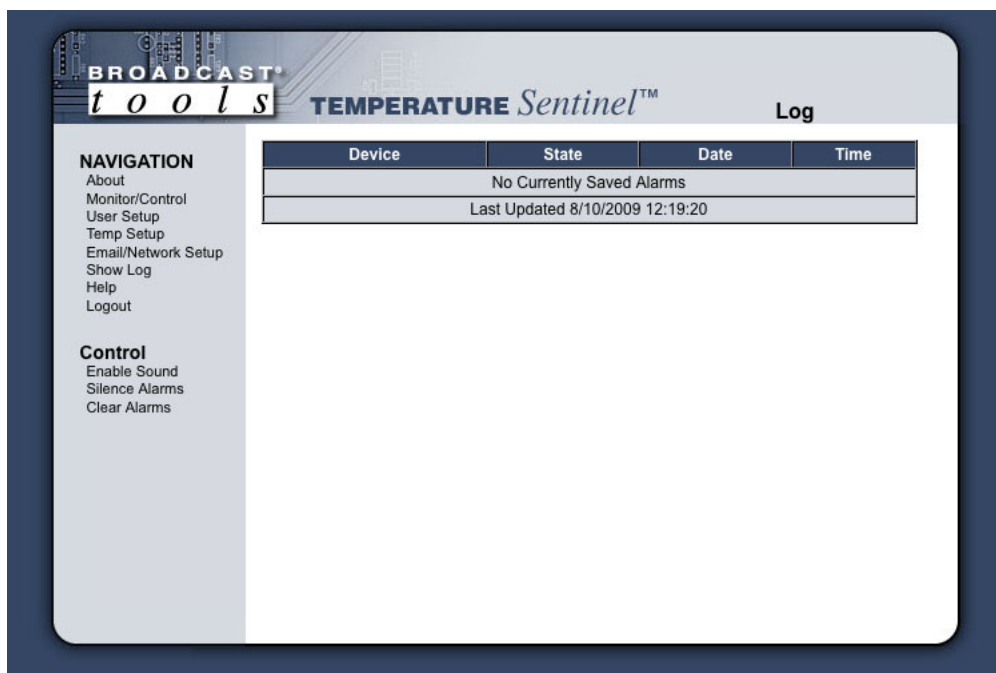 BROADCAST®
tools
TEMPERATURE Sentinel™
Log
NAVIGATION
About
Monitor/Control
User Setup
Temp Setup
Email/Network Setup
Show Log
Help
Logout
Control
Enable Sound
Silence Alarms
Clear Alarms
Device State Date Time
No Currently Saved Alarms
Last Updated 8/10/2009 12:19:20